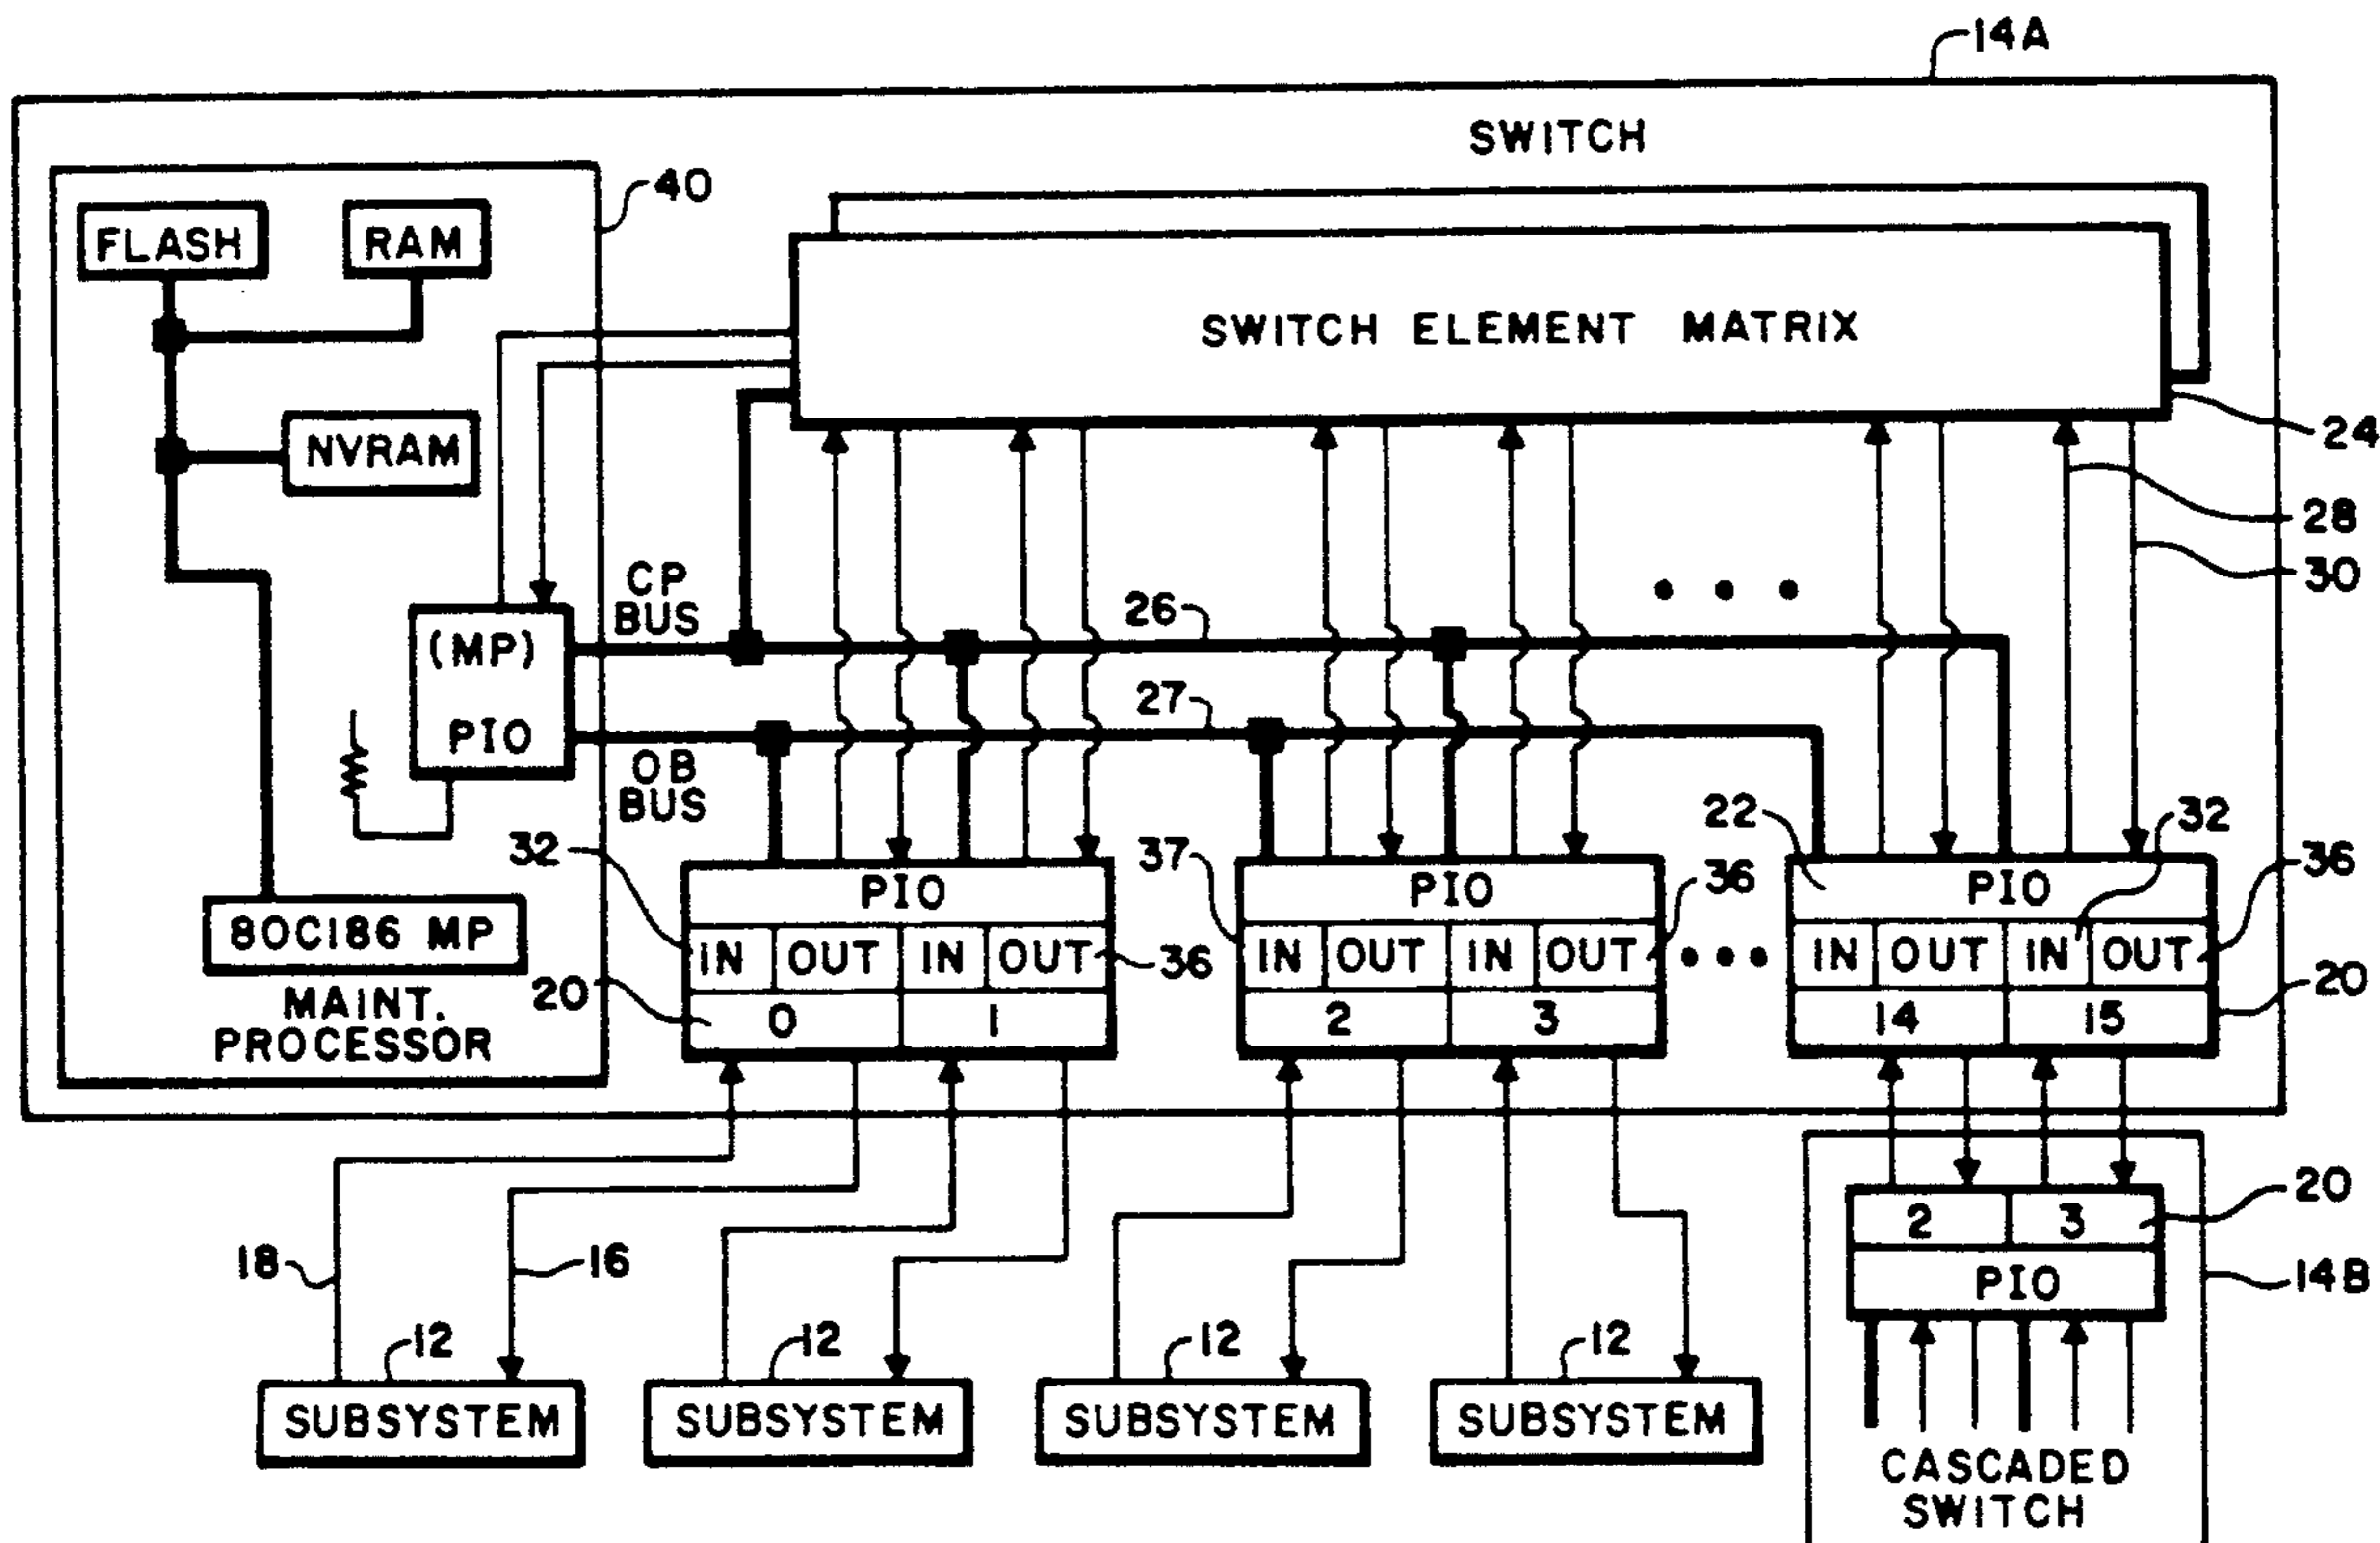 14A
SWITCH
40
FLASH
RAM
SWITCH ELEMENT MATRIX
24
NVRAM
28
30
CP
BUS
26
(MP)
PIO
27
OB
BUS
22
32
32
37
36
36
PIO
PIO
PIO
80C186 MP
IN OUT IN OUT
36
IN OUT IN OUT
IN OUT IN OUT
20
20
MAINT.
PROCESSOR
0 1
2 3
14 15
20
2 3
18
16
PIO
14B
12
12
12
12
SUBSYSTEM
SUBSYSTEM
SUBSYSTEM
SUBSYSTEM
CASCADED
SWITCH